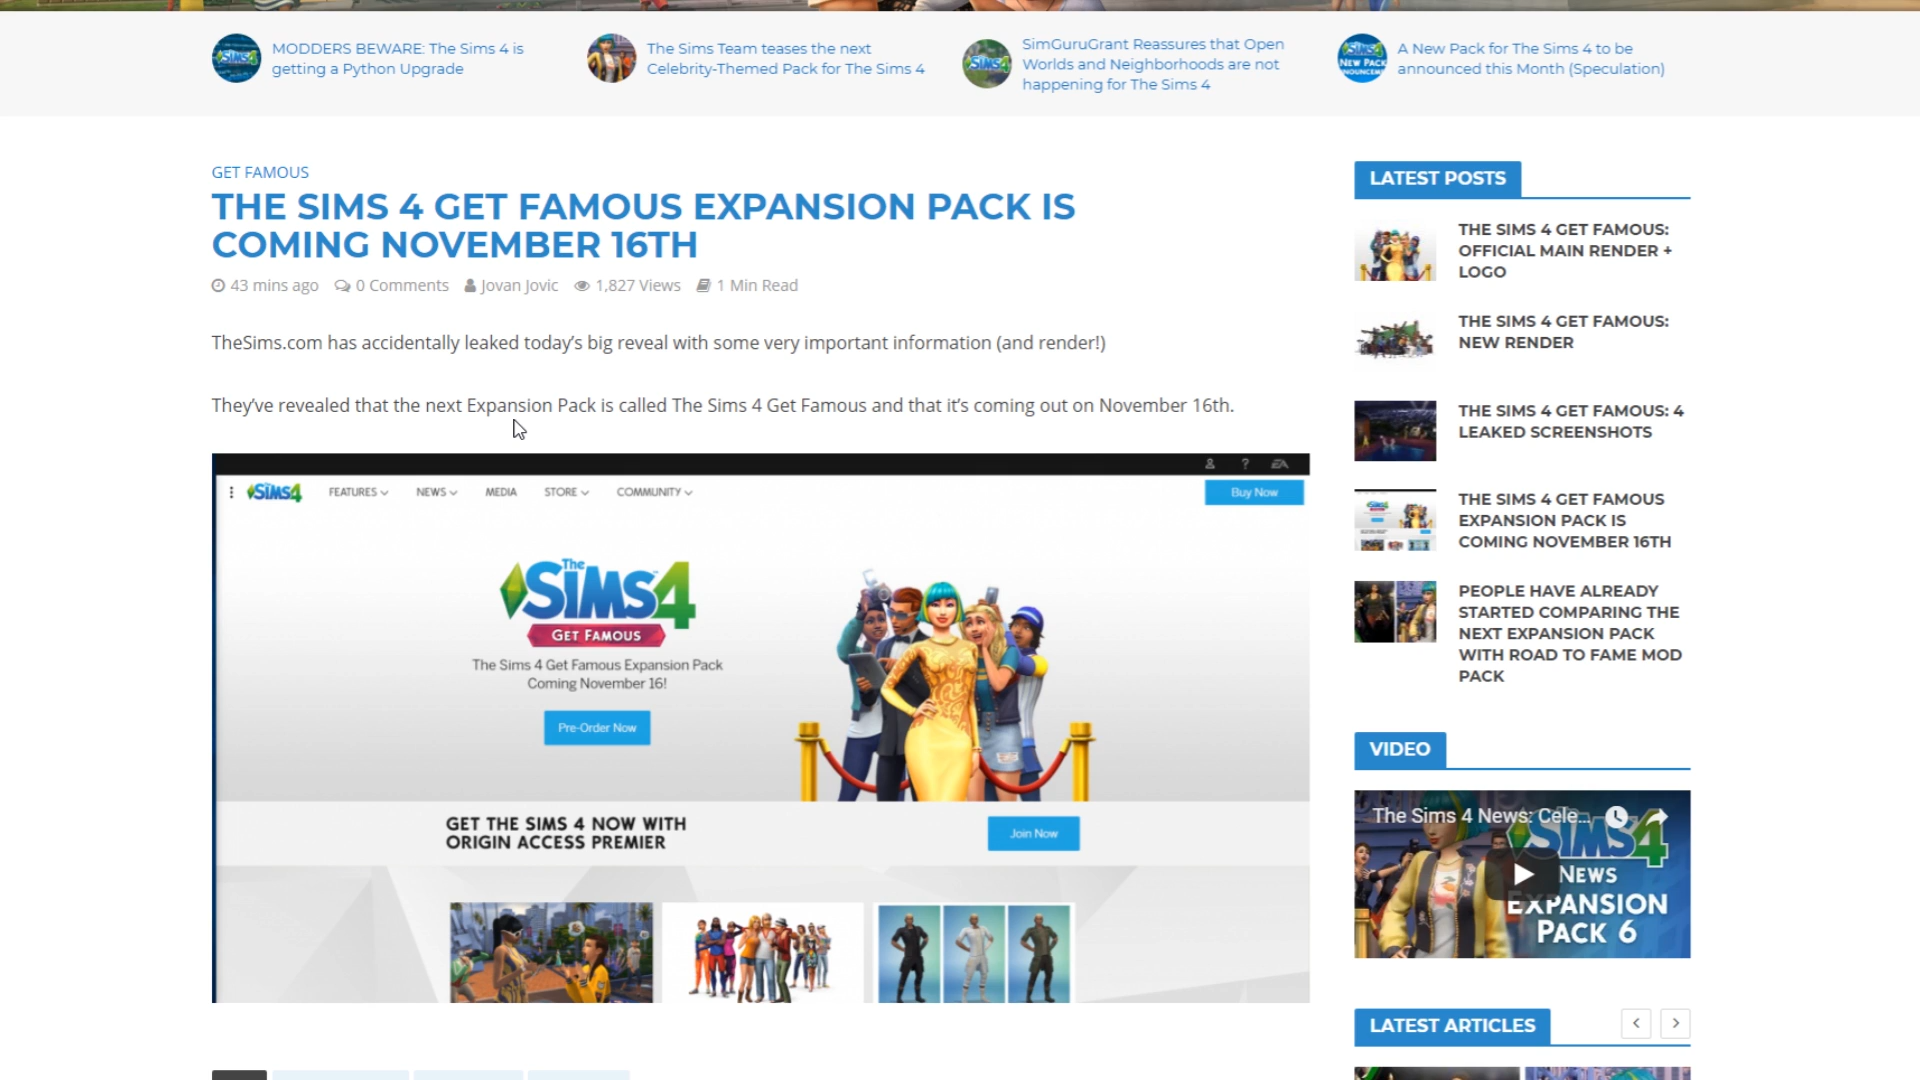 MODDERS BEWARE: The Sims 4 is
getting a Python Upgrade
The Sims Team teases the next
Celebrity-Themed Pack for The Sims 4
SimGuruGrant Reassures that Open
Worlds and Neighborhoods are not
happening for The Sims 4
A New Pack for The Sims 4 to be
announced this Month (Speculation)
GET FAMOUS
THE SIMS 4 GET FAMOUS EXPANSION PACK IS
COMING NOVEMBER 16TH
43 mins ago 0 Comments Jovan Jovic 1,827 Views 1 Min Read
TheSims.com has accidentally leaked today's big reveal with some very important information (and render!)
They've revealed that the next Expansion Pack is called The Sims 4 Get Famous and that it's coming out on November 16th.
? EA
SIMS 4 FEATURES NEWS MEDIA STORE COMMUNITY Buy Now
The SIMS 4
GET FAMOUS
The Sims 4 Get Famous Expansion Pack
Coming November 16!
Pre-Order Now
GET THE SIMS 4 NOW WITH
ORIGIN ACCESS PREMIER
Join Now
LATEST POSTS
THE SIMS 4 GET FAMOUS:
OFFICIAL MAIN RENDER +
LOGO
THE SIMS 4 GET FAMOUS:
NEW RENDER
THE SIMS 4 GET FAMOUS: 4
LEAKED SCREENSHOTS
THE SIMS 4 GET FAMOUS
EXPANSION PACK IS
COMING NOVEMBER 16TH
PEOPLE HAVE ALREADY
STARTED COMPARING THE
NEXT EXPANSION PACK
WITH ROAD TO FAME MOD
PACK
VIDEO
The Sims 4 News: Cele...
SIMS 4
NEWS
EXPANSION
PACK 6
LATEST ARTICLES